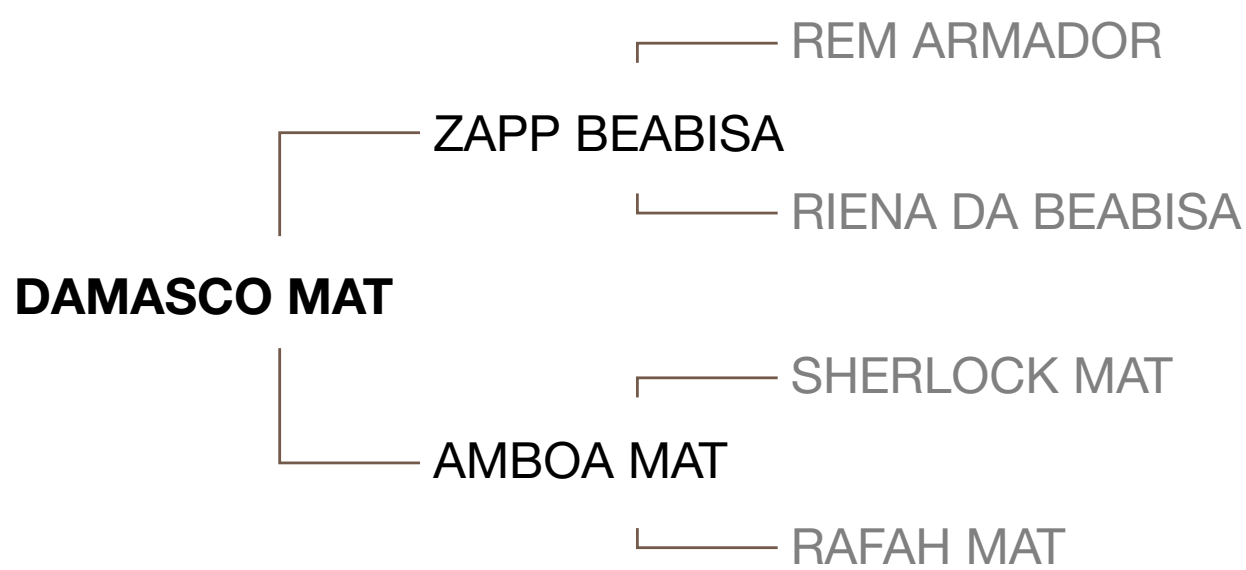 REM ARMADOR
ZAPP BEABISA
RIENA DA BEABISA
DAMASCO MAT
SHERLOCK MAT
AMBOA MAT
RAFAH MAT